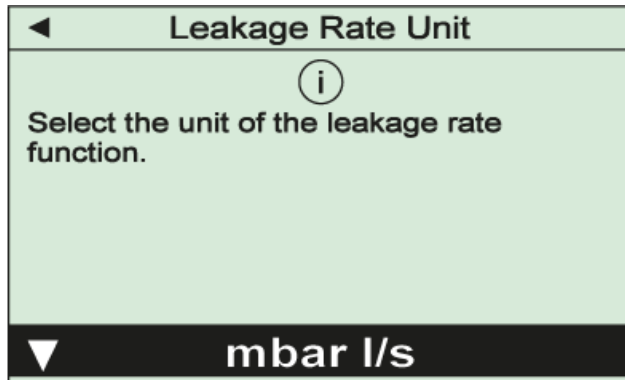 Leakage Rate Unit
i
Select the unit of the leakage rate
function.
mbar l/s